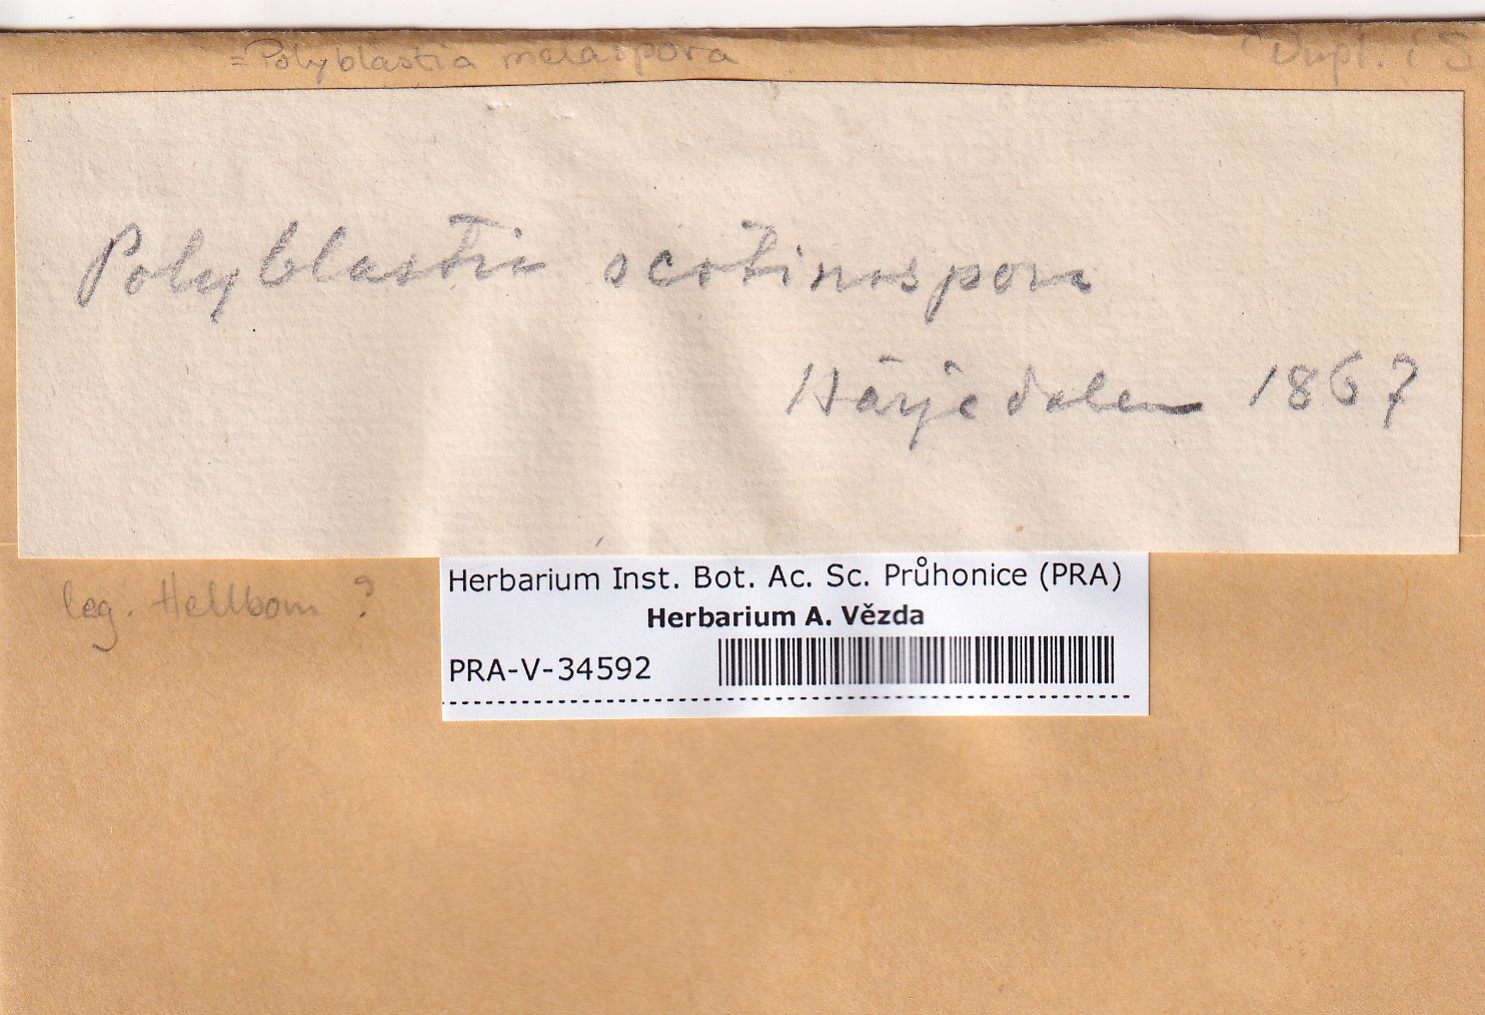 = Polyblastia melaspora
(Dupl. i S
Polyblastia scotinospora
Härjedalen 1867
leg. Hellbom ?
Herbarium Inst. Bot. Ac. Sc. Průhonice (PRA)
Herbarium A. Vězda
PRA-V-34592